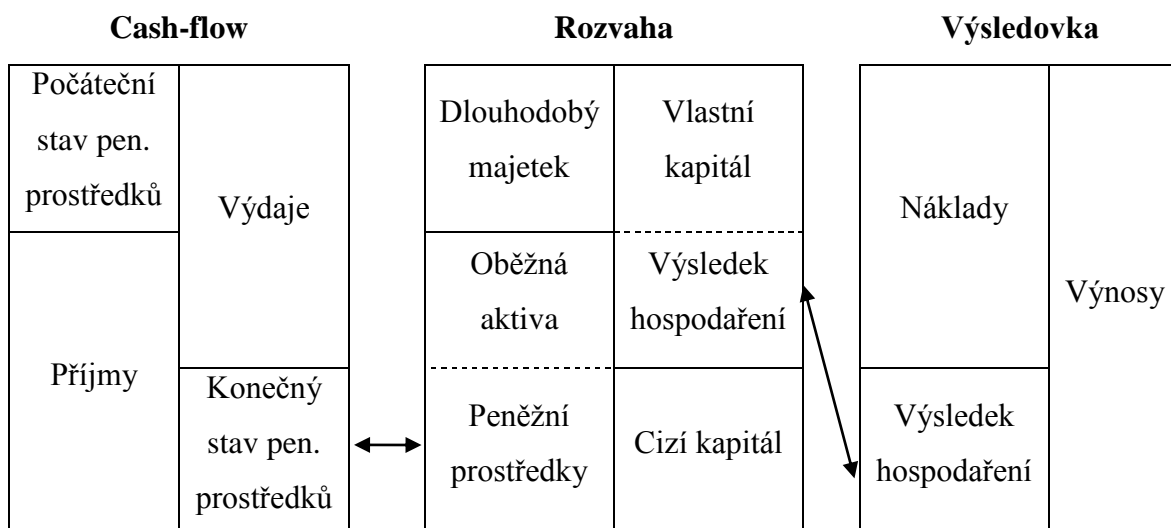 Cash-flow
Rozvaha
Výsledovka
Počáteční
stav pen.
prostředků
Výdaje
Příjmy
Konečný
stav pen.
prostředků
Dlouhodobý
majetek
Vlastní
kapitál
Oběžná
aktiva
Výsledek
hospodaření
Peněžní
prostředky
Cizí kapitál
Náklady
Výnosy
Výsledek
hospodaření